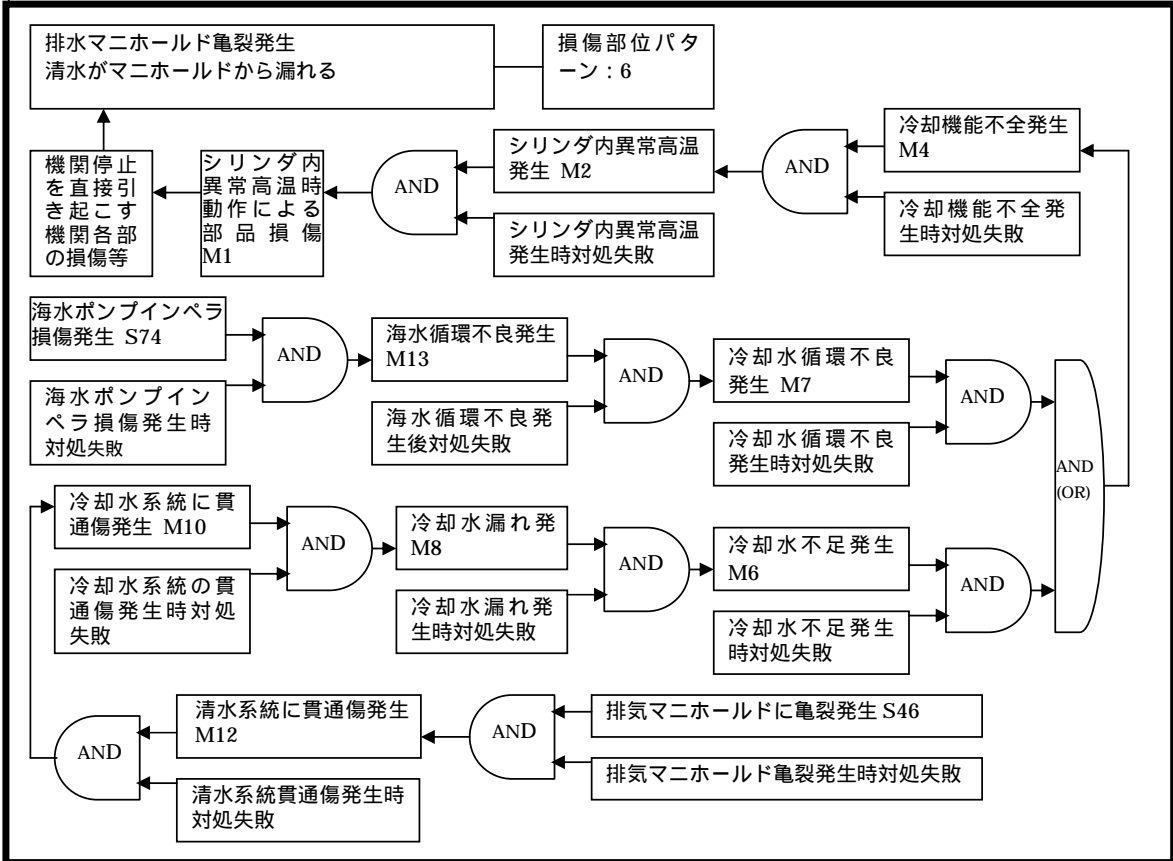 排水マニホールド亀裂発生
清水がマニホールドから漏れる
損傷部位パタ
ーン：6
機関停止
を直接引
き起こす
機関各部
の損傷等
シリンダ内
異常高温時
動作による
部品損傷
M1
AND
シリンダ内異常高温
発生 M2
シリンダ内異常高温
発生時対処失敗
AND
冷却機能不全発生
M4
冷却機能不全発
生時対処失敗
海水ポンプインペラ
損傷発生 S74
海水ポンプイン
ペラ損傷発生時
対処失敗
AND
海水循環不良発生
M13
海水循環不良発
生後対処失敗
AND
冷却水循環不良
発生 M7
冷却水循環不良
発生時対処失敗
AND
AND
(OR)
冷却水系統に貫
通傷発生 M10
冷却水系統の貫
通傷発生時対処
失敗
AND
冷却水漏れ発
M8
冷却水漏れ発
生時対処失敗
AND
冷却水不足発生
M6
冷却水不足発生
時対処失敗
AND
AND
清水系統に貫通傷発生
M12
清水系統貫通傷発生時
対処失敗
AND
排気マニホールドに亀裂発生 S46
排気マニホールド亀裂発生時対処失敗